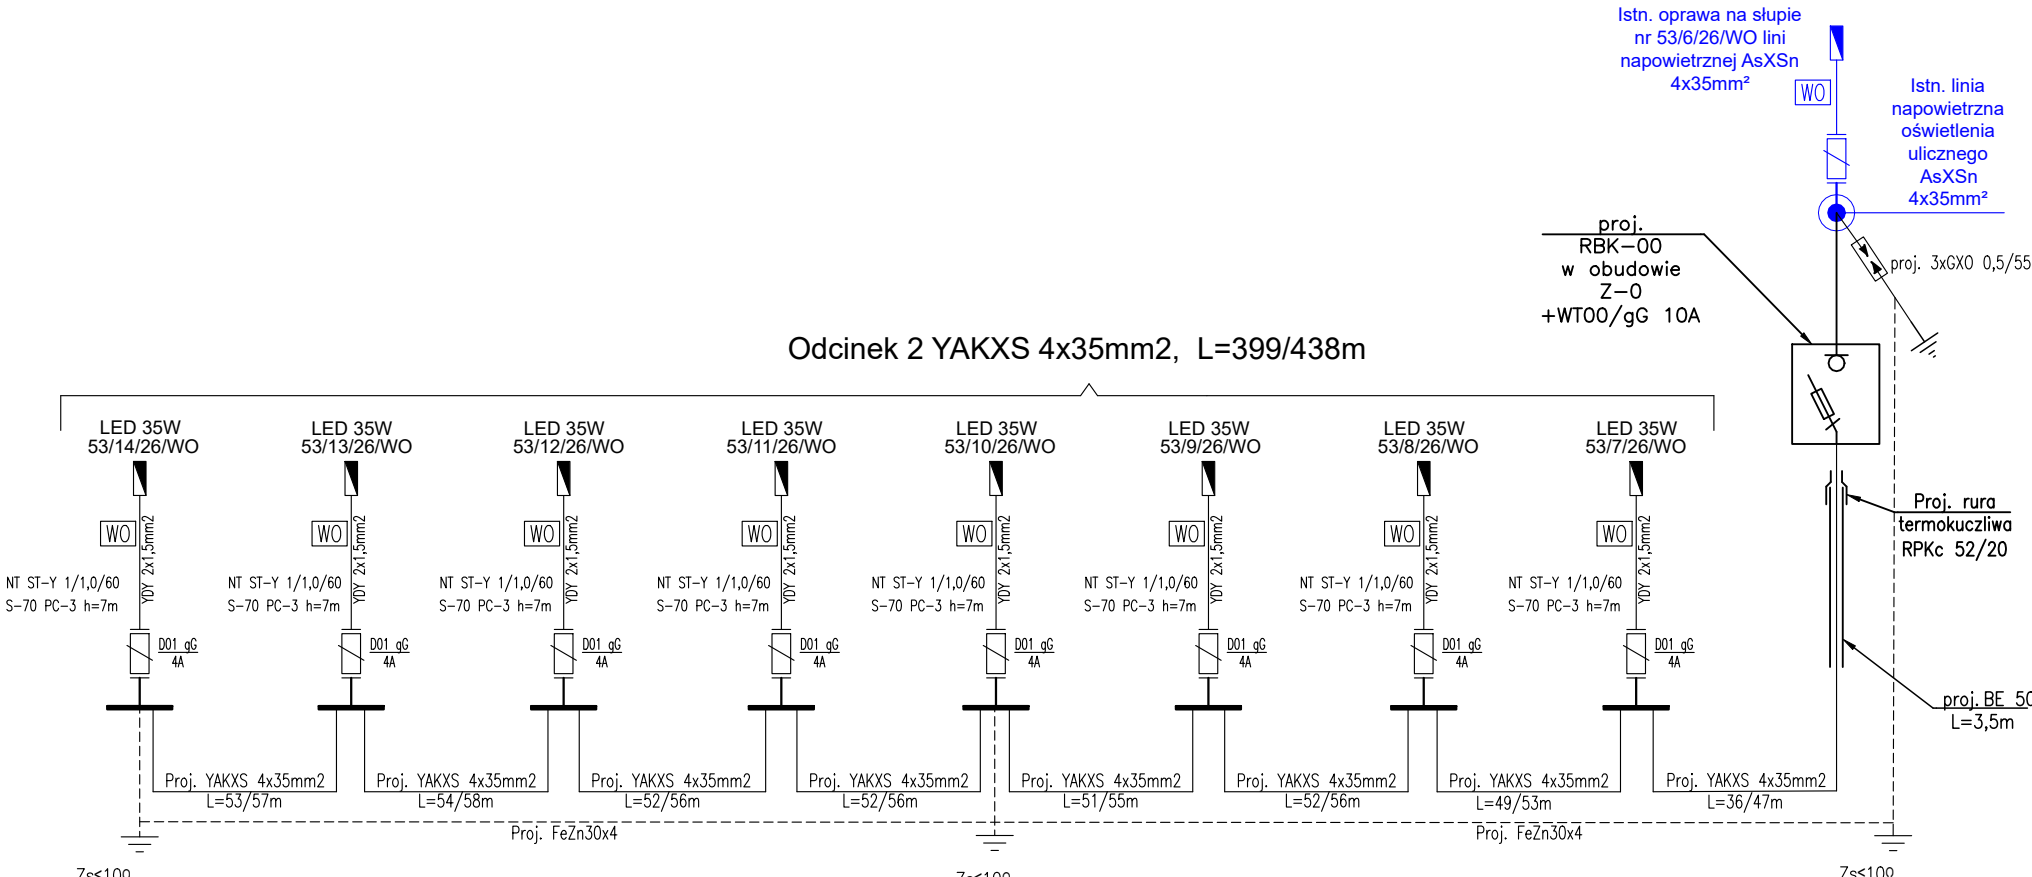 Istn. oprawa na słupie
nr 53/6/26/WO lini
napowietrznej AsXSn
4x35mm²
WO
Istn. linia
napowietrzna
oświetlenia
ulicznego
AsXSn
4x35mm²
proj.
RBK-00
w obudowie
Z-0
+WT00/gG 10A
proj. 3xGXO 0,5/55
Odcinek 2 YAKXS 4x35mm2, L=399/438m
LED 35W
53/14/26/WO
LED 35W
53/13/26/WO
LED 35W
53/12/26/WO
LED 35W
53/11/26/WO
LED 35W
53/10/26/WO
LED 35W
53/9/26/WO
LED 35W
53/8/26/WO
LED 35W
53/7/26/WO
WO
YDY 2x1,5mm2
WO
YDY 2x1,5mm2
WO
YDY 2x1,5mm2
WO
YDY 2x1,5mm2
WO
YDY 2x1,5mm2
WO
YDY 2x1,5mm2
WO
YDY 2x1,5mm2
WO
YDY 2x1,5mm2
Proj. rura
termokuczliwa
RPKc 52/20
NT ST-Y 1/1,0/60
S-70 PC-3 h=7m
NT ST-Y 1/1,0/60
S-70 PC-3 h=7m
NT ST-Y 1/1,0/60
S-70 PC-3 h=7m
NT ST-Y 1/1,0/60
S-70 PC-3 h=7m
NT ST-Y 1/1,0/60
S-70 PC-3 h=7m
NT ST-Y 1/1,0/60
S-70 PC-3 h=7m
NT ST-Y 1/1,0/60
S-70 PC-3 h=7m
NT ST-Y 1/1,0/60
S-70 PC-3 h=7m
D01 gG
4A
D01 gG
4A
D01 gG
4A
D01 gG
4A
D01 gG
4A
D01 gG
4A
D01 gG
4A
D01 gG
4A
proj. BE 50
L=3,5m
Proj. YAKXS 4x35mm2
L=53/57m
Proj. YAKXS 4x35mm2
L=54/58m
Proj. YAKXS 4x35mm2
L=52/56m
Proj. YAKXS 4x35mm2
L=52/56m
Proj. YAKXS 4x35mm2
L=51/55m
Proj. YAKXS 4x35mm2
L=52/56m
Proj. YAKXS 4x35mm2
L=49/53m
Proj. YAKXS 4x35mm2
L=36/47m
Proj. FeZn30x4
Proj. FeZn30x4